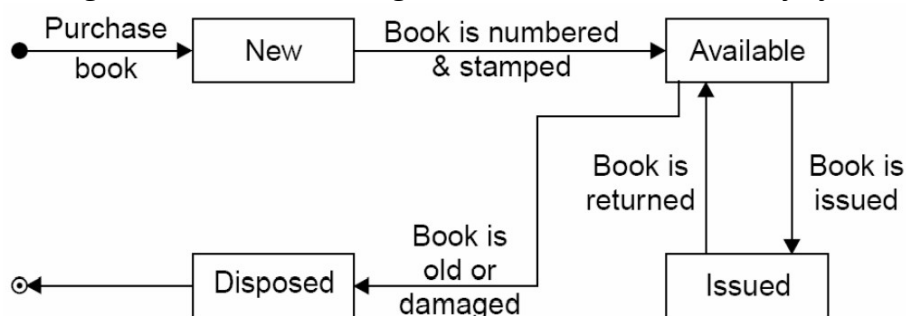 Purchase
book
New
Book is numbered
& stamped
Available
Book is
returned
Book is
issued
Book is
old or
damaged
Disposed
Issued